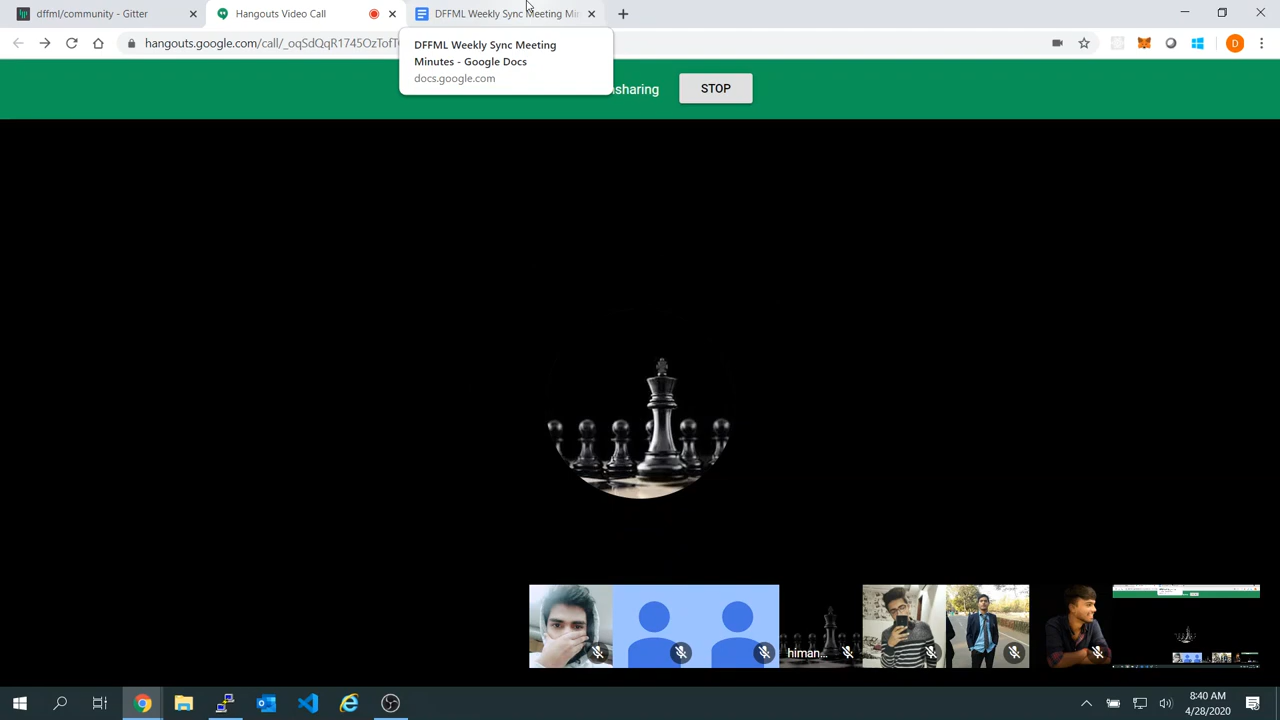 dffml/community - Gitter
Hangouts Video Call
DFFML Weekly Sync Meeting Min
hangouts.google.com/call/_oqSdQqR1745OzTofT
D
DFFML Weekly Sync Meeting
Minutes - Google Docs
docs.google.com
sharing
STOP
himan...
8:40 AM
4/28/2020